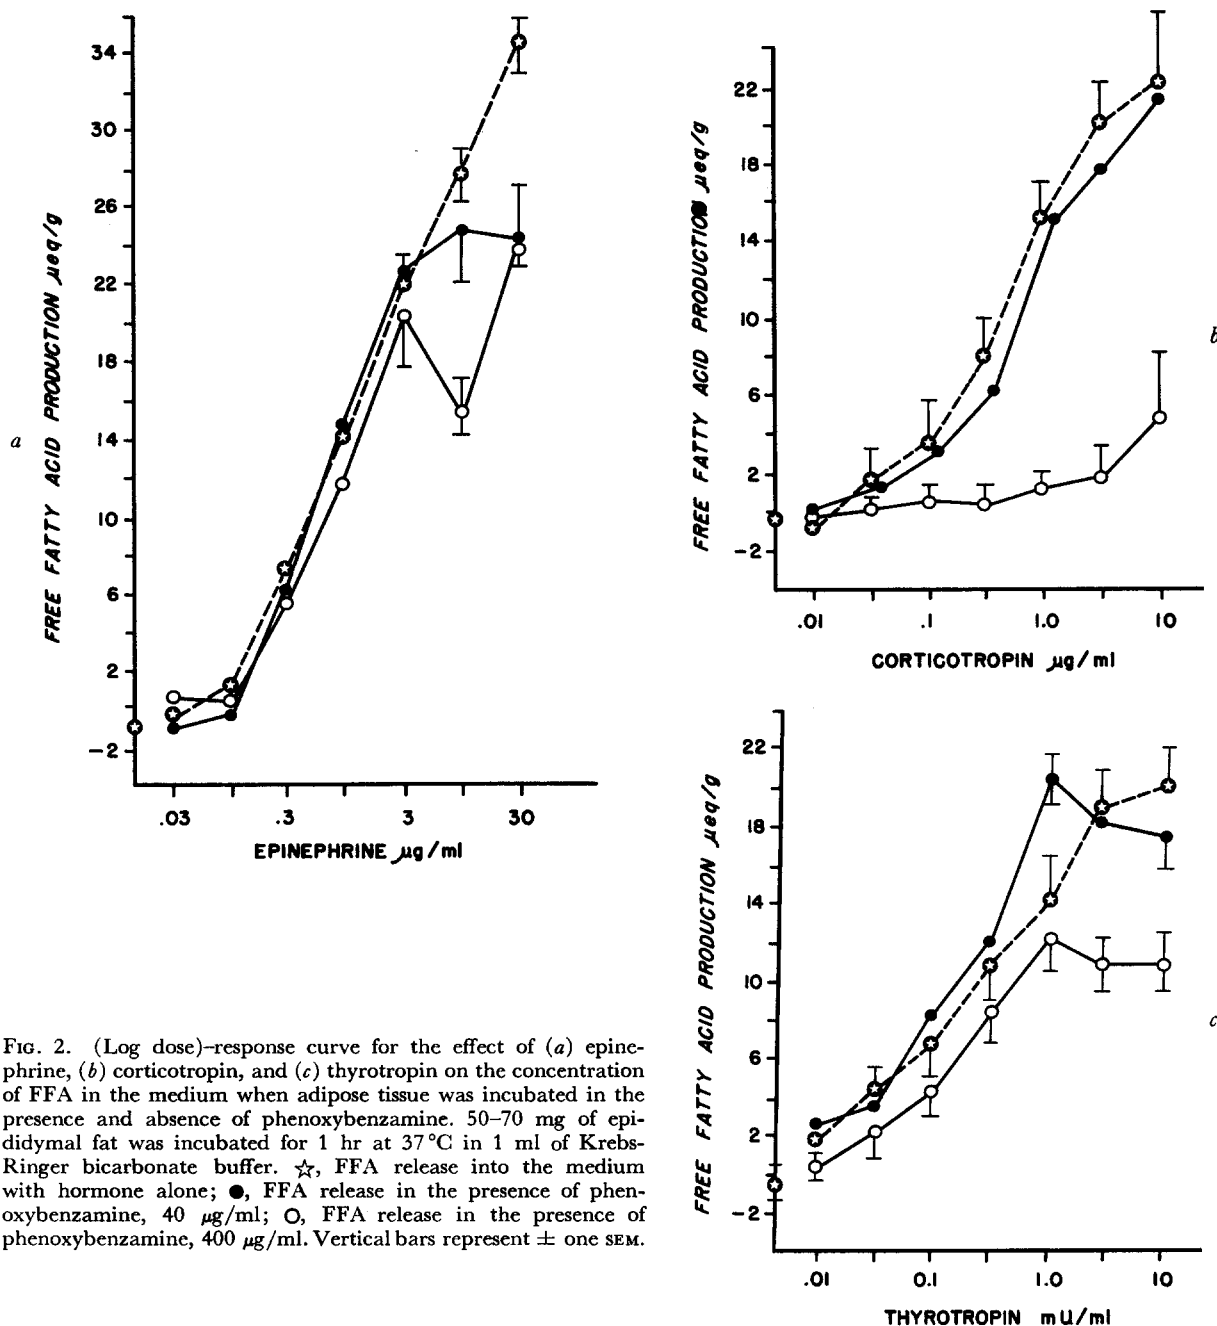 34
30
26
22
18
14
10
6
2
-2
FREE FATTY ACID PRODUCTION µeq/g
a
.03 .3 3 30
EPINEPHRINE µg/ml
22
18
14
10
6
2
-2
FREE FATTY ACID PRODUCTION µeq/g
b
.01 .1 1.0 10
CORTICOTROPIN µg/ml
22
18
14
10
6
2
-2
FREE FATTY ACID PRODUCTION µeq/g
c
.01 0.1 1.0 10
THYROTROPIN mU/ml
FIG. 2. (Log dose)–response curve for the effect of (a) epine-
phrine, (b) corticotropin, and (c) thyrotropin on the concentration
of FFA in the medium when adipose tissue was incubated in the
presence and absence of phenoxybenzamine. 50–70 mg of epi-
didymal fat was incubated for 1 hr at 37°C in 1 ml of Krebs-
Ringer bicarbonate buffer. ☆, FFA release into the medium
with hormone alone; ●, FFA release in the presence of phen-
oxybenzamine, 40 µg/ml; O, FFA release in the presence of
phenoxybenzamine, 400 µg/ml. Vertical bars represent ± one SEM.